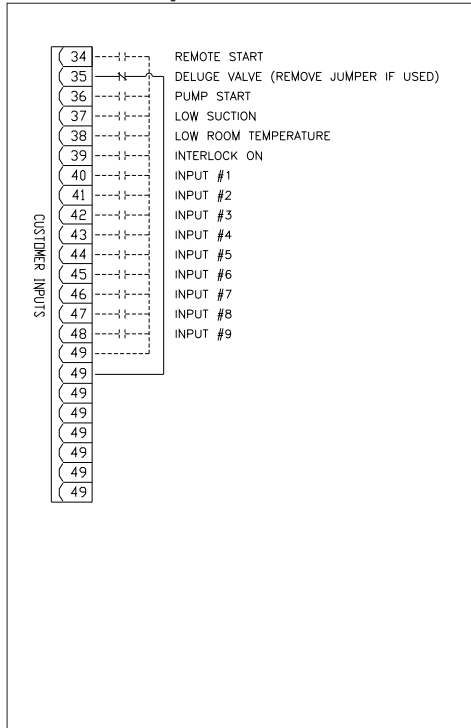 34 REMOTE START
35 DELUGE VALVE (REMOVE JUMPER IF USED)
36 PUMP START
37 LOW SUCTION
38 LOW ROOM TEMPERATURE
39 INTERLOCK ON
40 INPUT #1
41 INPUT #2
42 INPUT #3
43 INPUT #4
44 INPUT #5
45 INPUT #6
46 INPUT #7
47 INPUT #8
48 INPUT #9
49
49
49
49
49
49
49
49
CUSTOMER INPUTS